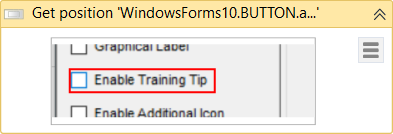 Get position 'WindowsForms10.BUTTON.a...'
Graphical Label
Enable Training Tip
Enable Additional Icon